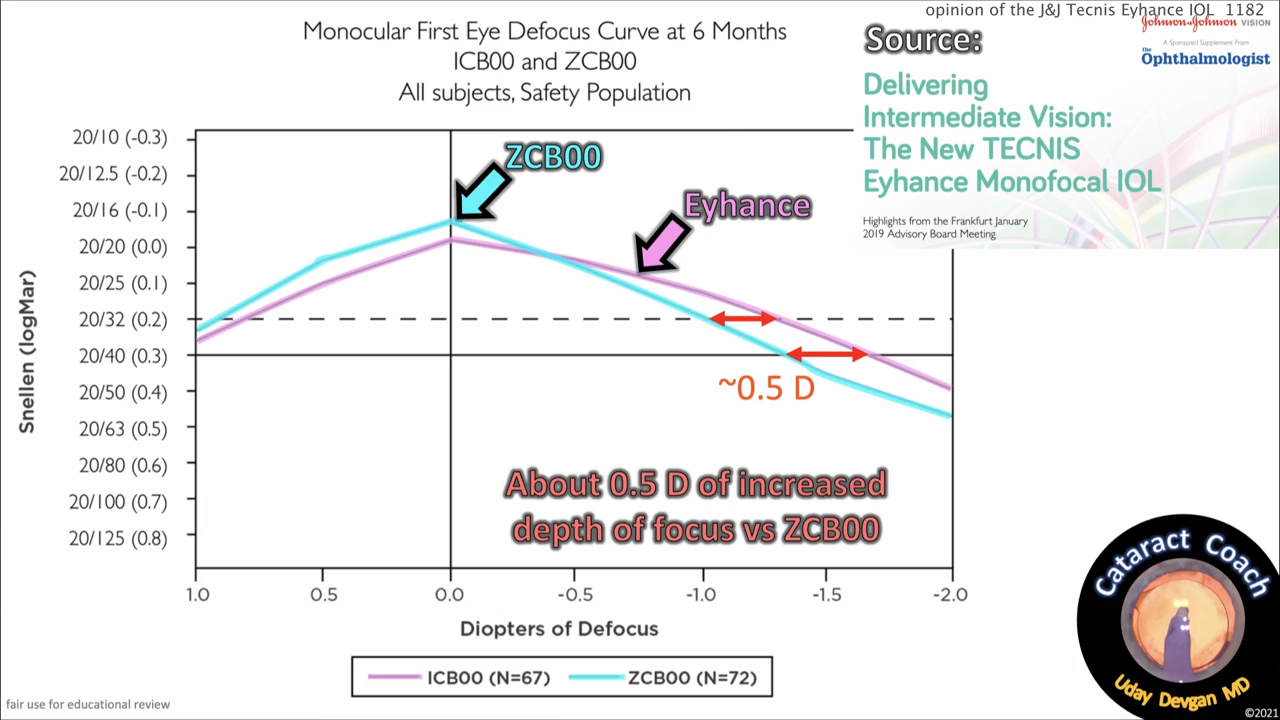 opinion of the J&J Tecnis Eyhance IOL 1182
Monocular First Eye Defocus Curve at 6 Months
ICB00 and ZCB00
All subjects, Safety Population
Source:
Johnson & Johnson VISION
A Sponsored Supplement From
the Ophthalmologist
Delivering
Intermediate Vision:
The New TECNIS
Eyhance Monofocal IOL
Highlights from the Frankfurt January
2019 Advisory Board Meeting
Snellen (logMar)
20/10 (-0.3)
20/12.5 (-0.2)
20/16 (-0.1)
20/20 (0.0)
20/25 (0.1)
20/32 (0.2)
20/40 (0.3)
20/50 (0.4)
20/63 (0.5)
20/80 (0.6)
20/100 (0.7)
20/125 (0.8)
ZCB00
Eyhance
~0.5 D
About 0.5 D of increased
depth of focus vs ZCB00
1.0 0.5 0.0 -0.5 -1.0 -1.5 -2.0
Diopters of Defocus
ICB00 (N=67) ZCB00 (N=72)
Cataract Coach
Uday Devgan MD
fair use for educational review
©2021